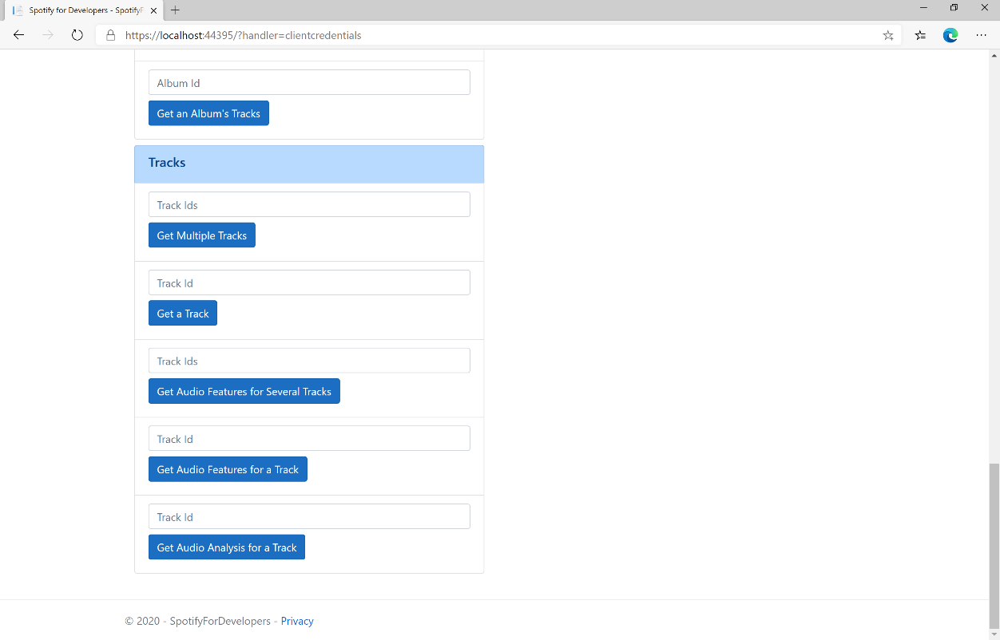 Spotify for Developers - SpotifyF
https://localhost:44395/?handler=clientcredentials
Album Id
Get an Album's Tracks
Tracks
Track Ids
Get Multiple Tracks
Track Id
Get a Track
Track Ids
Get Audio Features for Several Tracks
Track Id
Get Audio Features for a Track
Track Id
Get Audio Analysis for a Track
© 2020 - SpotifyForDevelopers - Privacy